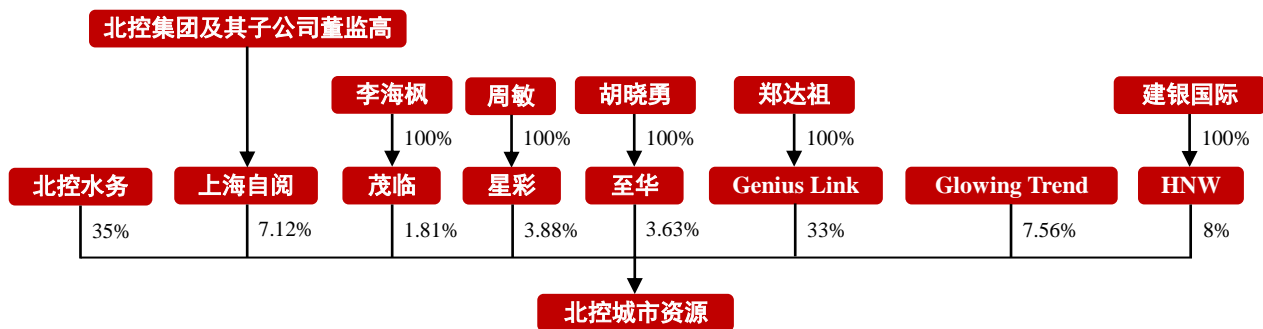 北控集团及其子公司董监高
李海枫 周敏 胡晓勇 郑达祖 建银国际
100% 100% 100% 100% 100%
北控水务 上海自阅 茂临 星彩 至华 Genius Link Glowing Trend HNW
35% 7.12% 1.81% 3.88% 3.63% 33% 7.56% 8%
北控城市资源